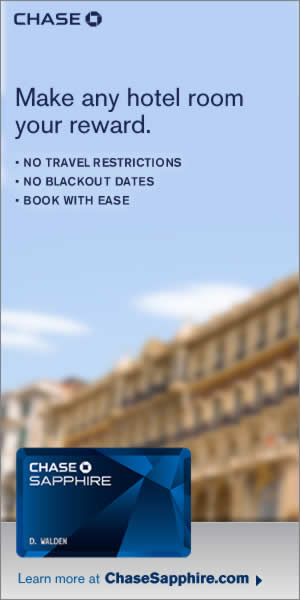 CHASE
Make any hotel room
your reward.
• NO TRAVEL RESTRICTIONS
• NO BLACKOUT DATES
• BOOK WITH EASE
CHASE
SAPPHIRE
D. WALDEN
Learn more at ChaseSapphire.com